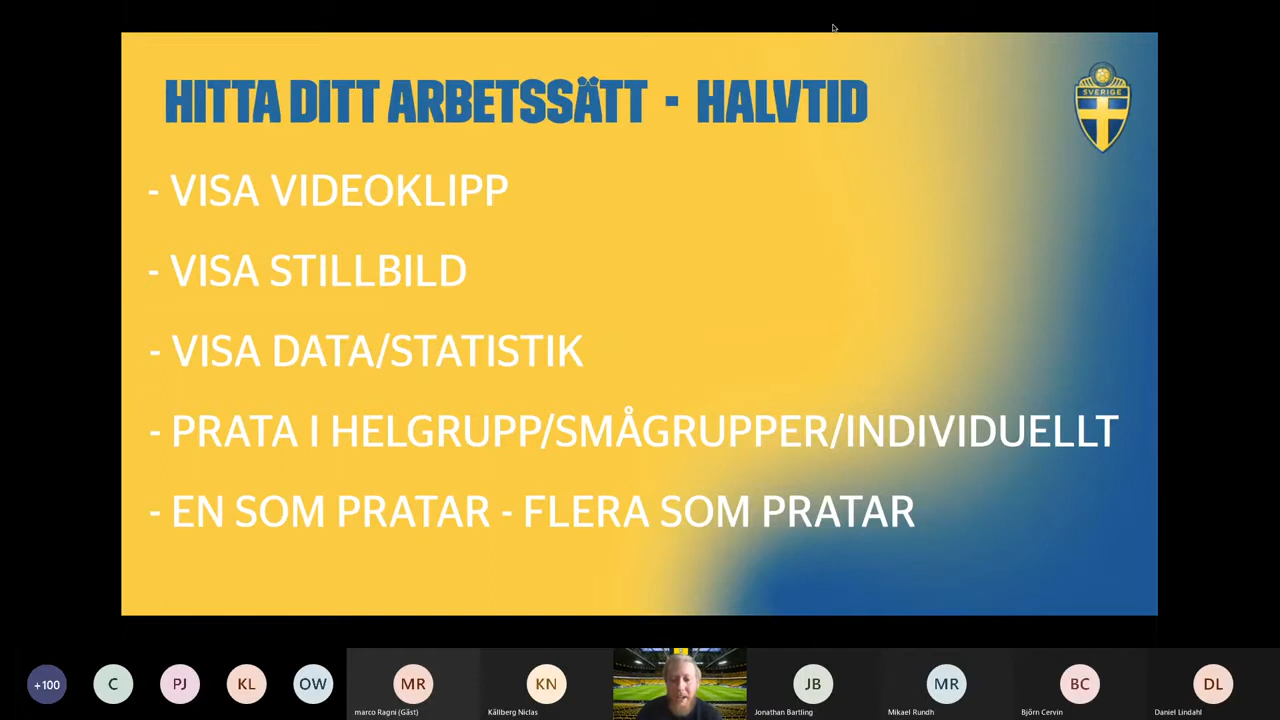 HITTA DITT ARBETSSÄTT - HALVTID
SVERIGE
- VISA VIDEOKLIPP
- VISA STILLBILD
- VISA DATA/STATISTIK
- PRATA I HELGRUPP/SMÅGRUPPER/INDIVIDUELLT
- EN SOM PRATAR - FLERA SOM PRATAR
+100
C
PJ
KL
OW
MR
marco Ragni (Gäst)
KN
Källberg Niclas
JB
Jonathan Bartling
MR
Mikael Rundh
BC
Björn Cervin
DL
Daniel Lindahl